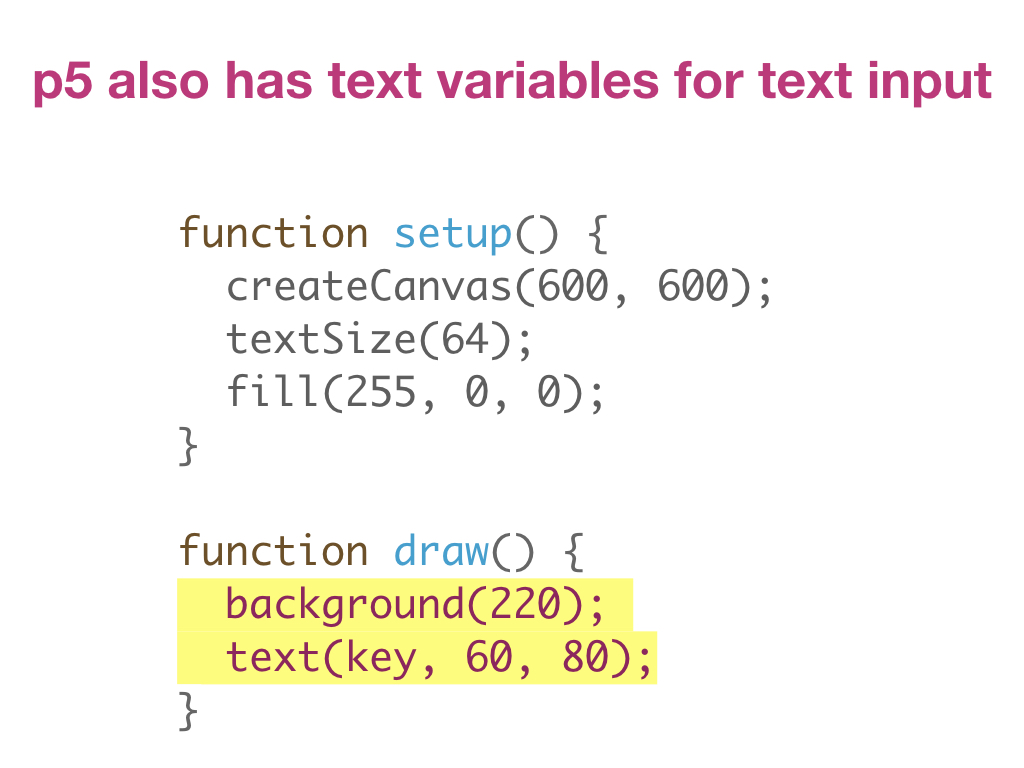 p5 also has text variables for text input
function setup() {
  createCanvas(600, 600);
  textSize(64);
  fill(255, 0, 0);
}
function draw() {
  background(220);
  text(key, 60, 80);
}